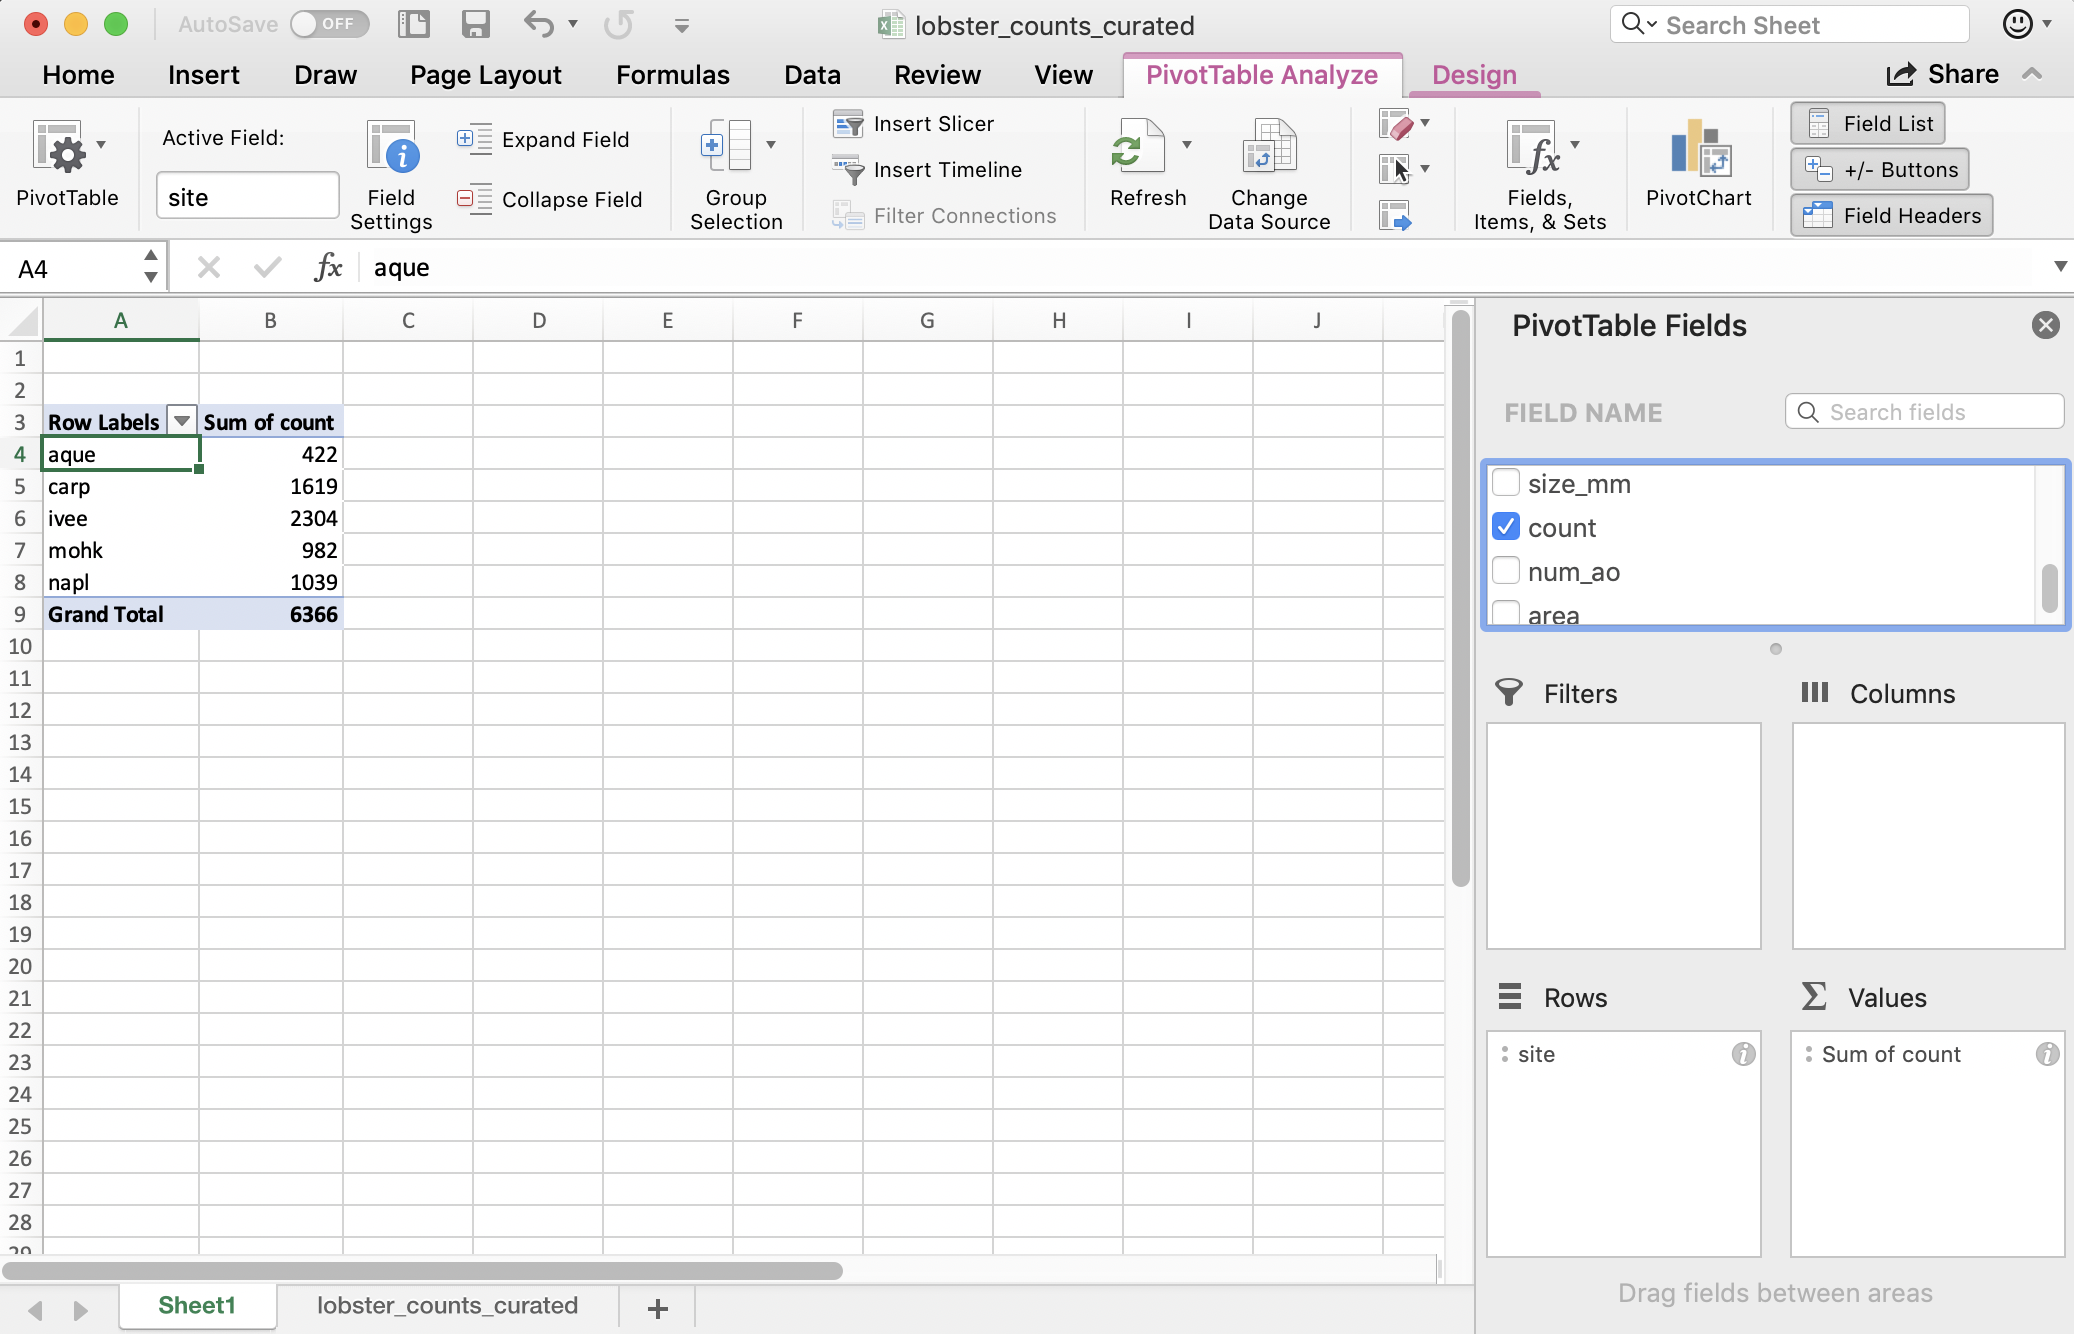 AutoSave OFF
lobster_counts_curated
Search Sheet
Home Insert Draw Page Layout Formulas Data Review View PivotTable Analyze Design Share
PivotTable
Active Field:
site
Field
Settings
Expand Field
Collapse Field
Group
Selection
Insert Slicer
Insert Timeline
Filter Connections
Refresh
Change
Data Source
Fields,
Items, & Sets
PivotChart
Field List
+/- Buttons
Field Headers
A4 fx aque
A B C D E F G H I J
1
2
3 Row Labels Sum of count
4 aque 422
5 carp 1619
6 ivee 2304
7 mohk 982
8 napl 1039
9 Grand Total 6366
10
11
12
13
14
15
16
17
18
19
20
21
22
23
24
25
26
27
28
29
PivotTable Fields
FIELD NAME
Search fields
size_mm
count
num_ao
area
Filters
Columns
Rows
Values
site
Sum of count
Drag fields between areas
Sheet1 lobster_counts_curated +